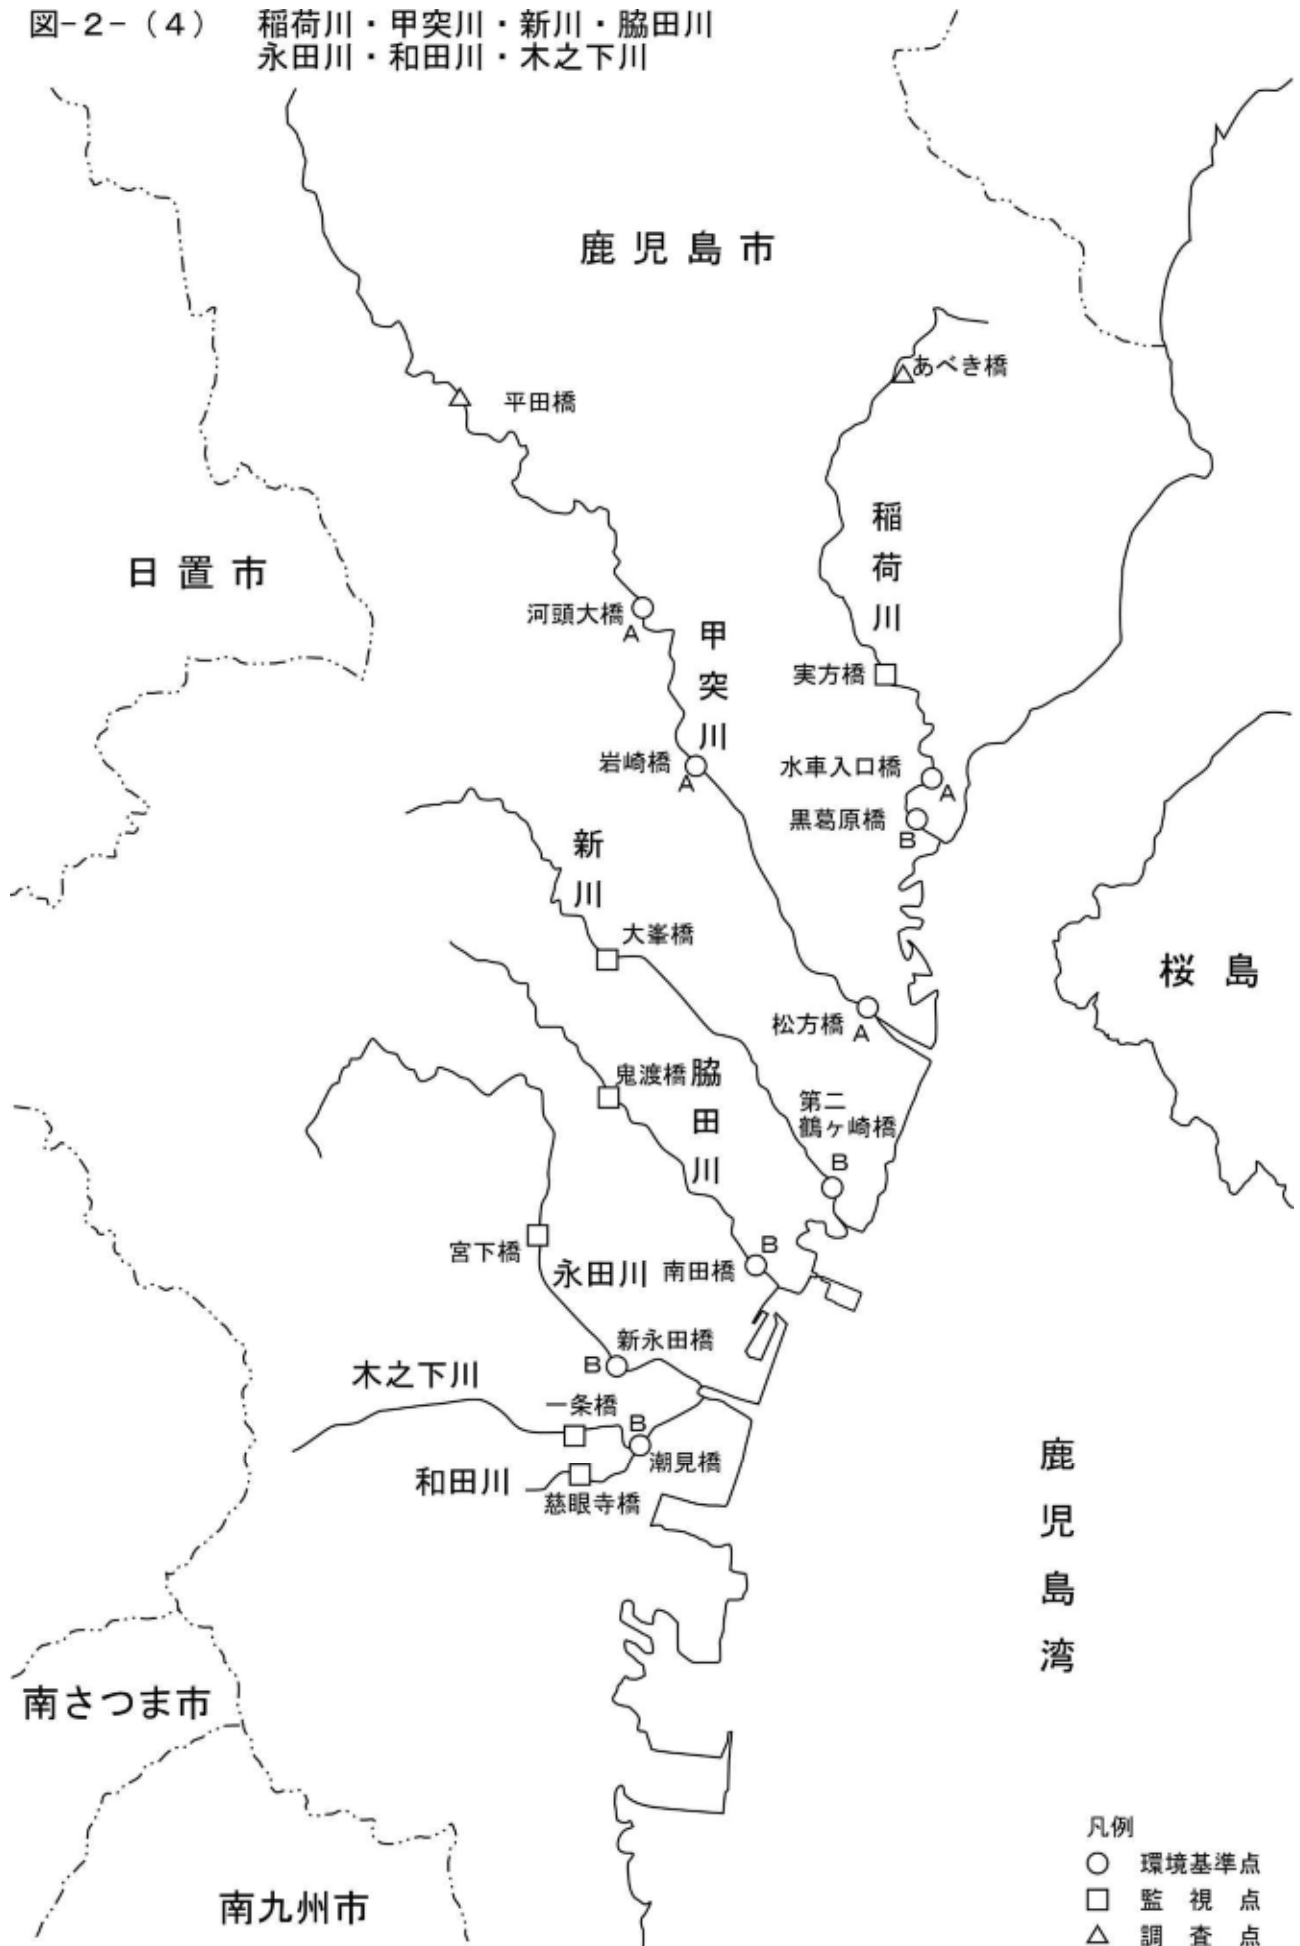 図-2-（4） 稲荷川・甲突川・新川・脇田川
永田川・和田川・木之下川
鹿児島市
あべき橋
平田橋
稲荷川
日置市
河頭大橋
A
甲突川
実方橋
岩崎橋
A
水車入口橋
A
黒葛原橋
B
新川
大峯橋
桜島
松方橋
A
鬼渡橋
脇田川
第二
鶴ヶ崎橋
B
宮下橋
永田川
南田橋
B
新永田橋
B
木之下川
一条橋
B
潮見橋
和田川
慈眼寺橋
鹿児島湾
南さつま市
南九州市
凡例
○ 環境基準点
□ 監視点
△ 調査点